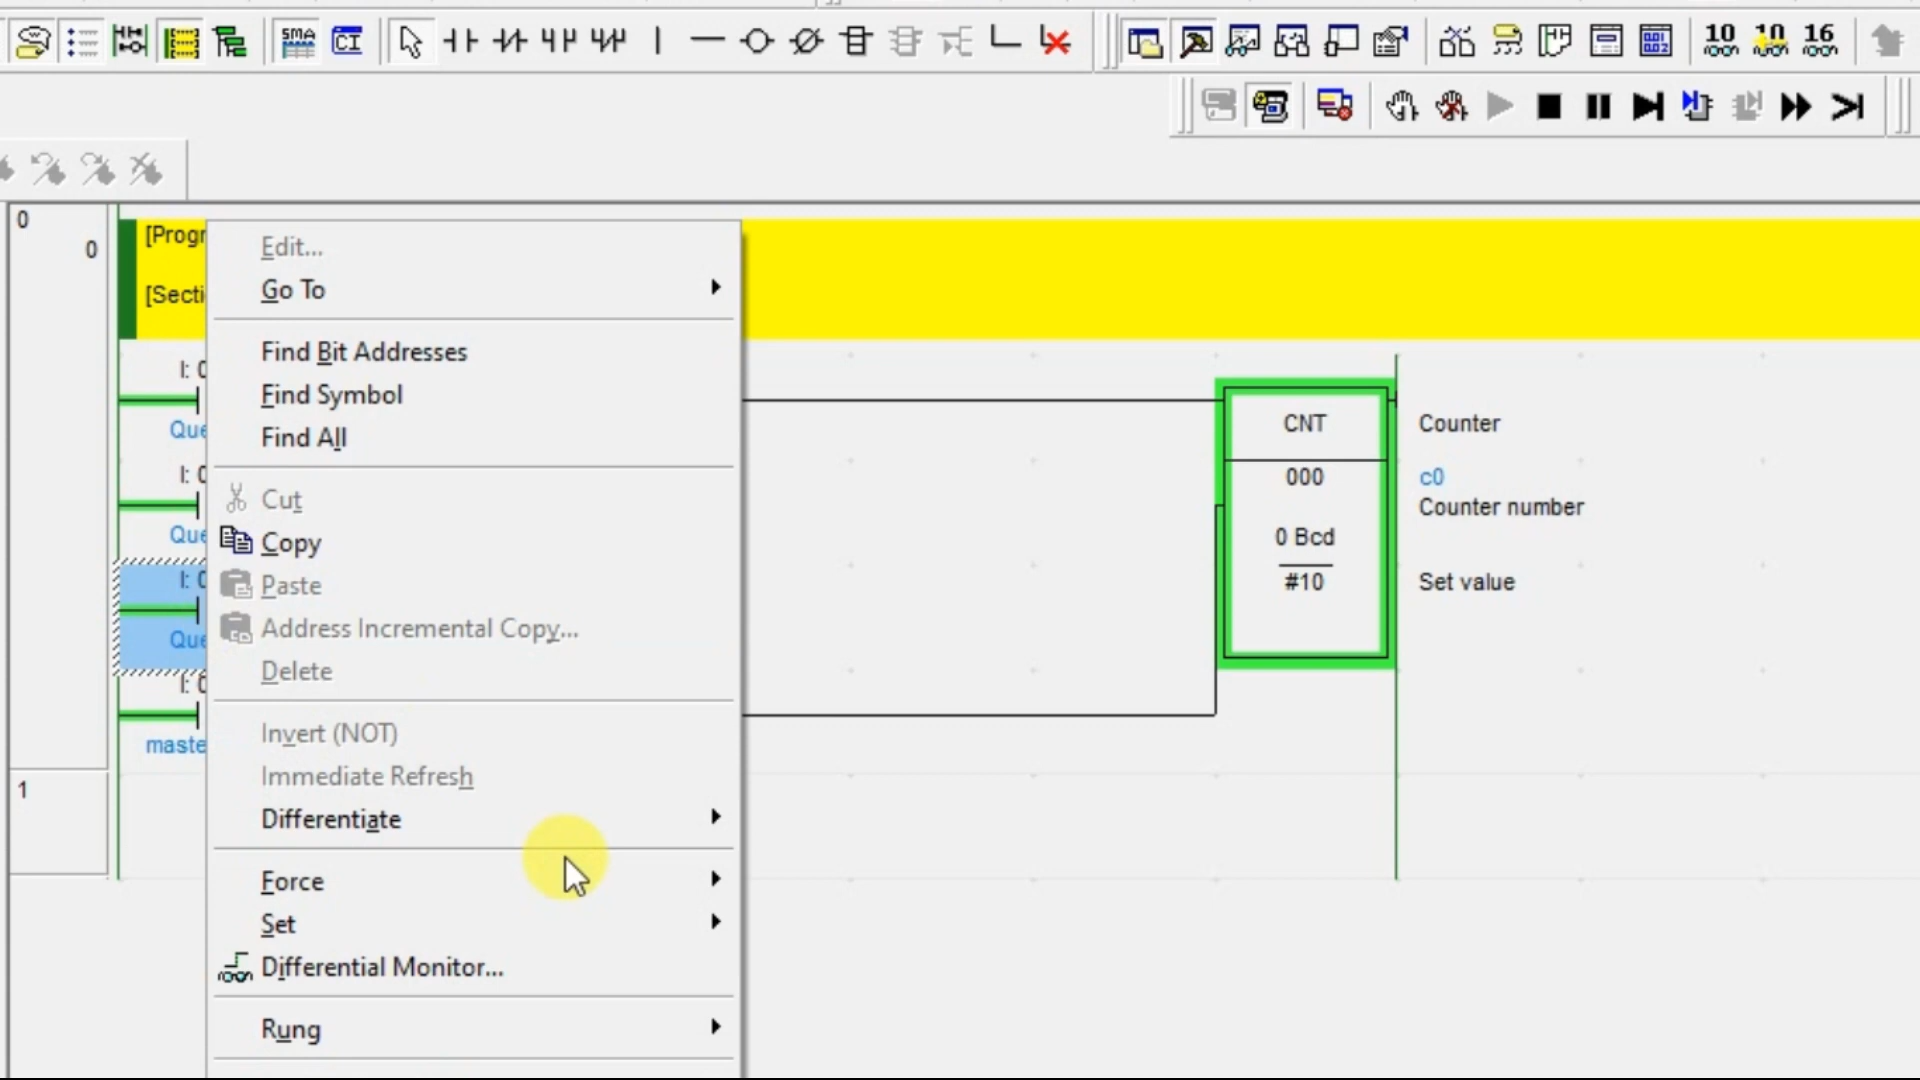 SMA
CI
10
10
16
0
0
[Progr
[Secti
I: 0
Que
I: 0
Que
I: 0
Que
I: 0
maste
1
Edit...
Go To
Find Bit Addresses
Find Symbol
Find All
Cut
Copy
Paste
Address Incremental Copy...
Delete
Invert (NOT)
Immediate Refresh
Differentiate
Force
Set
Differential Monitor...
Rung
CNT
Counter
000
c0
Counter number
0 Bcd
#10
Set value